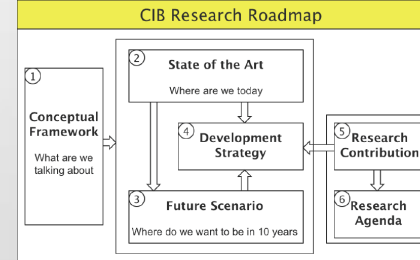 CIB Research Roadmap
1
Conceptual
Framework
What are we
talking about
2
State of the Art
Where are we today
4
Development
Strategy
3
Future Scenario
Where do we want to be in 10 years
5
Research
Contribution
6
Research
Agenda